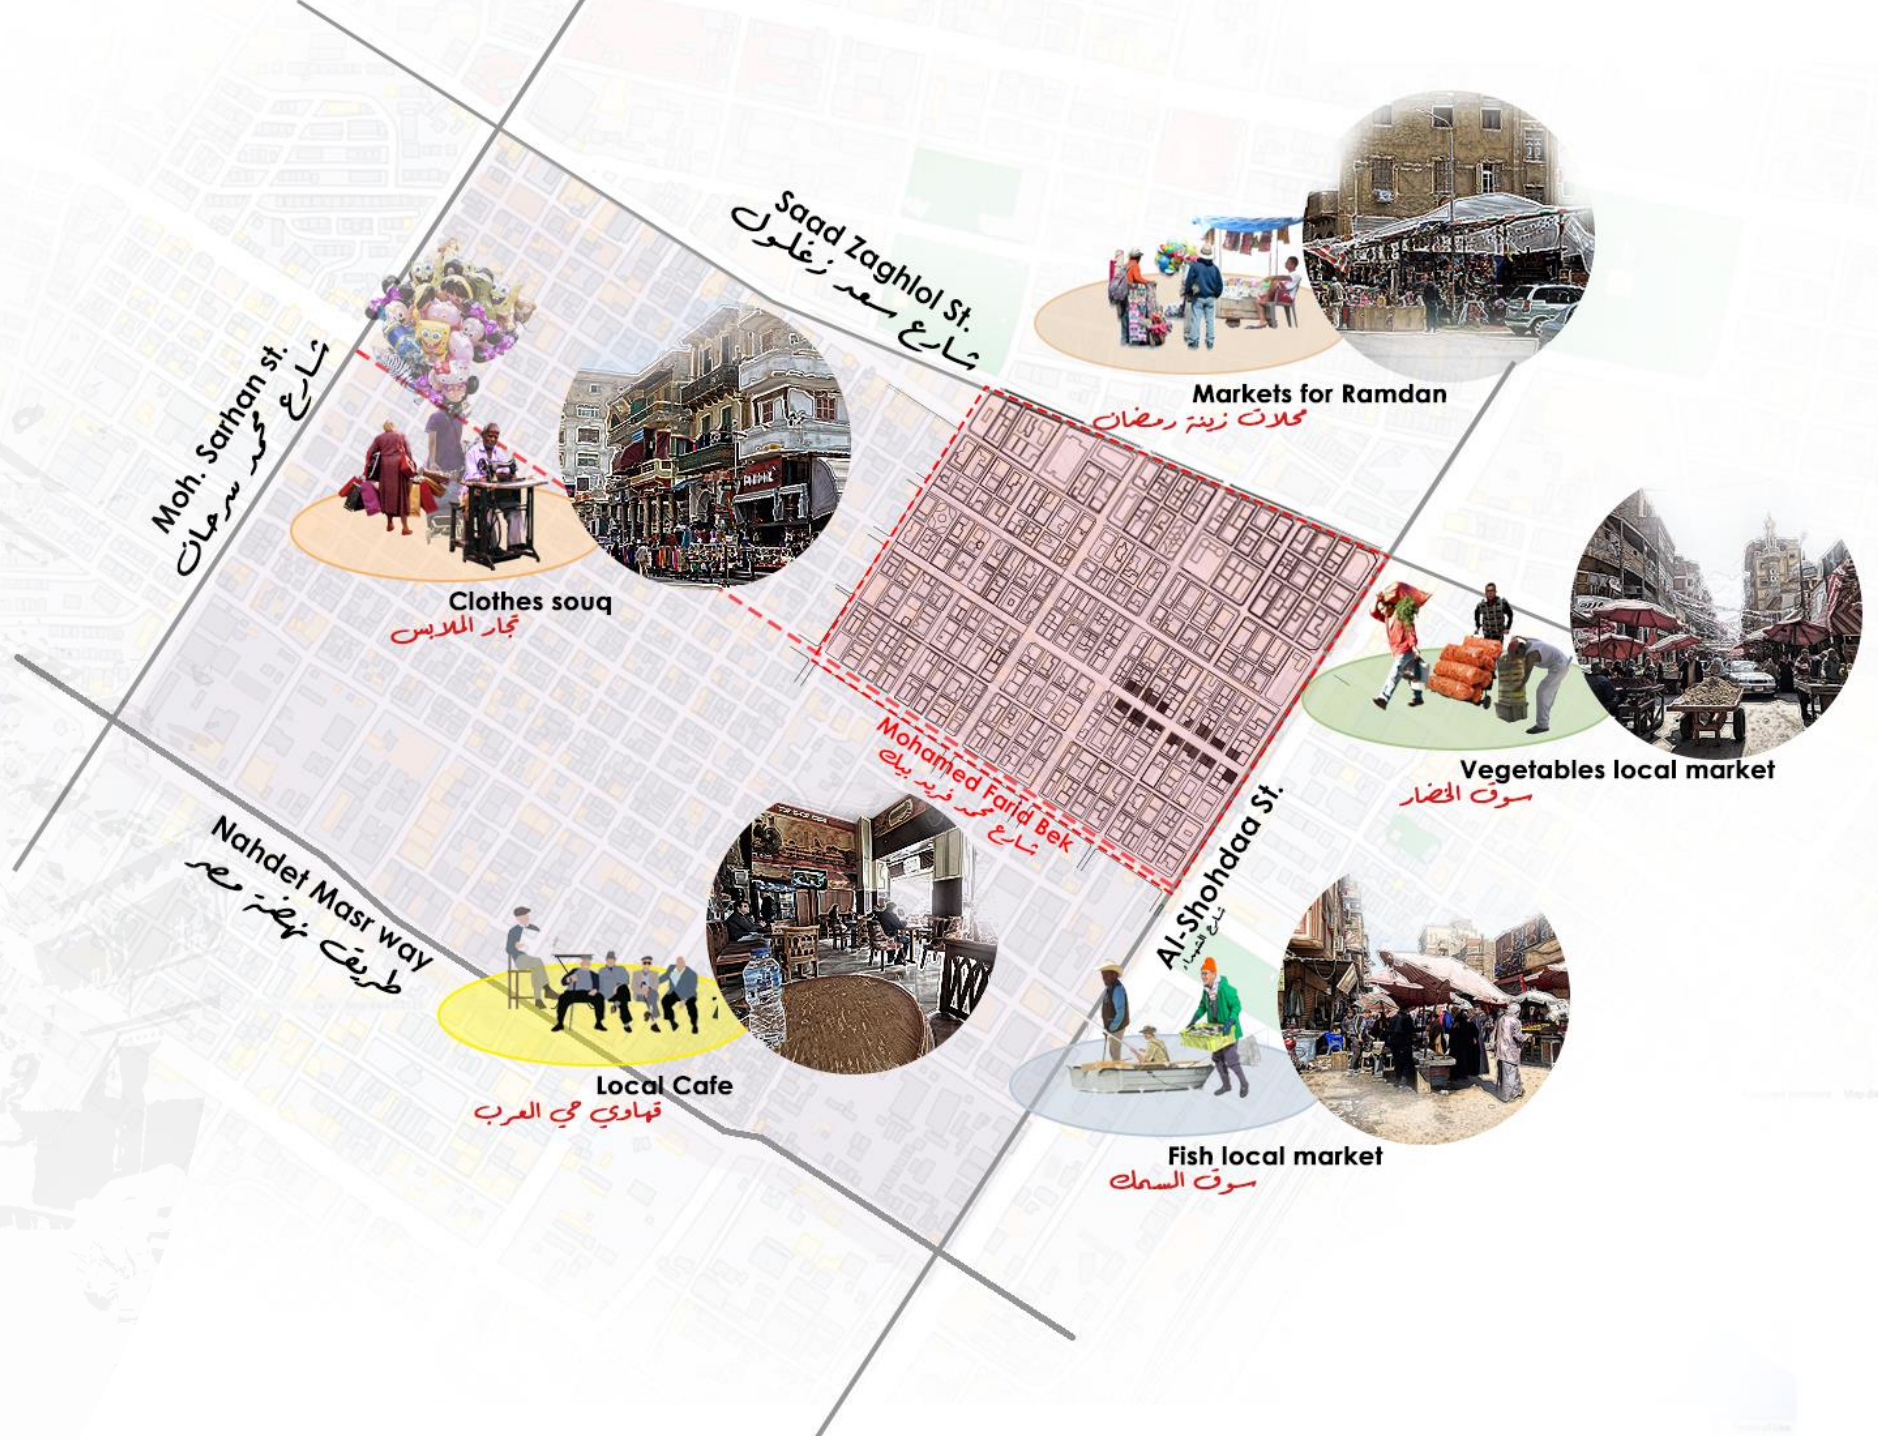 Saad Zaghlol St.
شارع سعد زغلول
Moh. Sarhan st.
شارع محمد سرحان
Markets for Ramdan
محلات زينة رمضان
Clothes souq
تجار الملابس
Vegetables local market
سوق الخضار
Mohamed Farid Bek
شارع محمد فريد بيك
Al-Shohdaa St.
شارع الشهداء
Nahdet Masr way
طريق نهضة مصر
Local Cafe
قهاوي حي العرب
Fish local market
سوق السمك